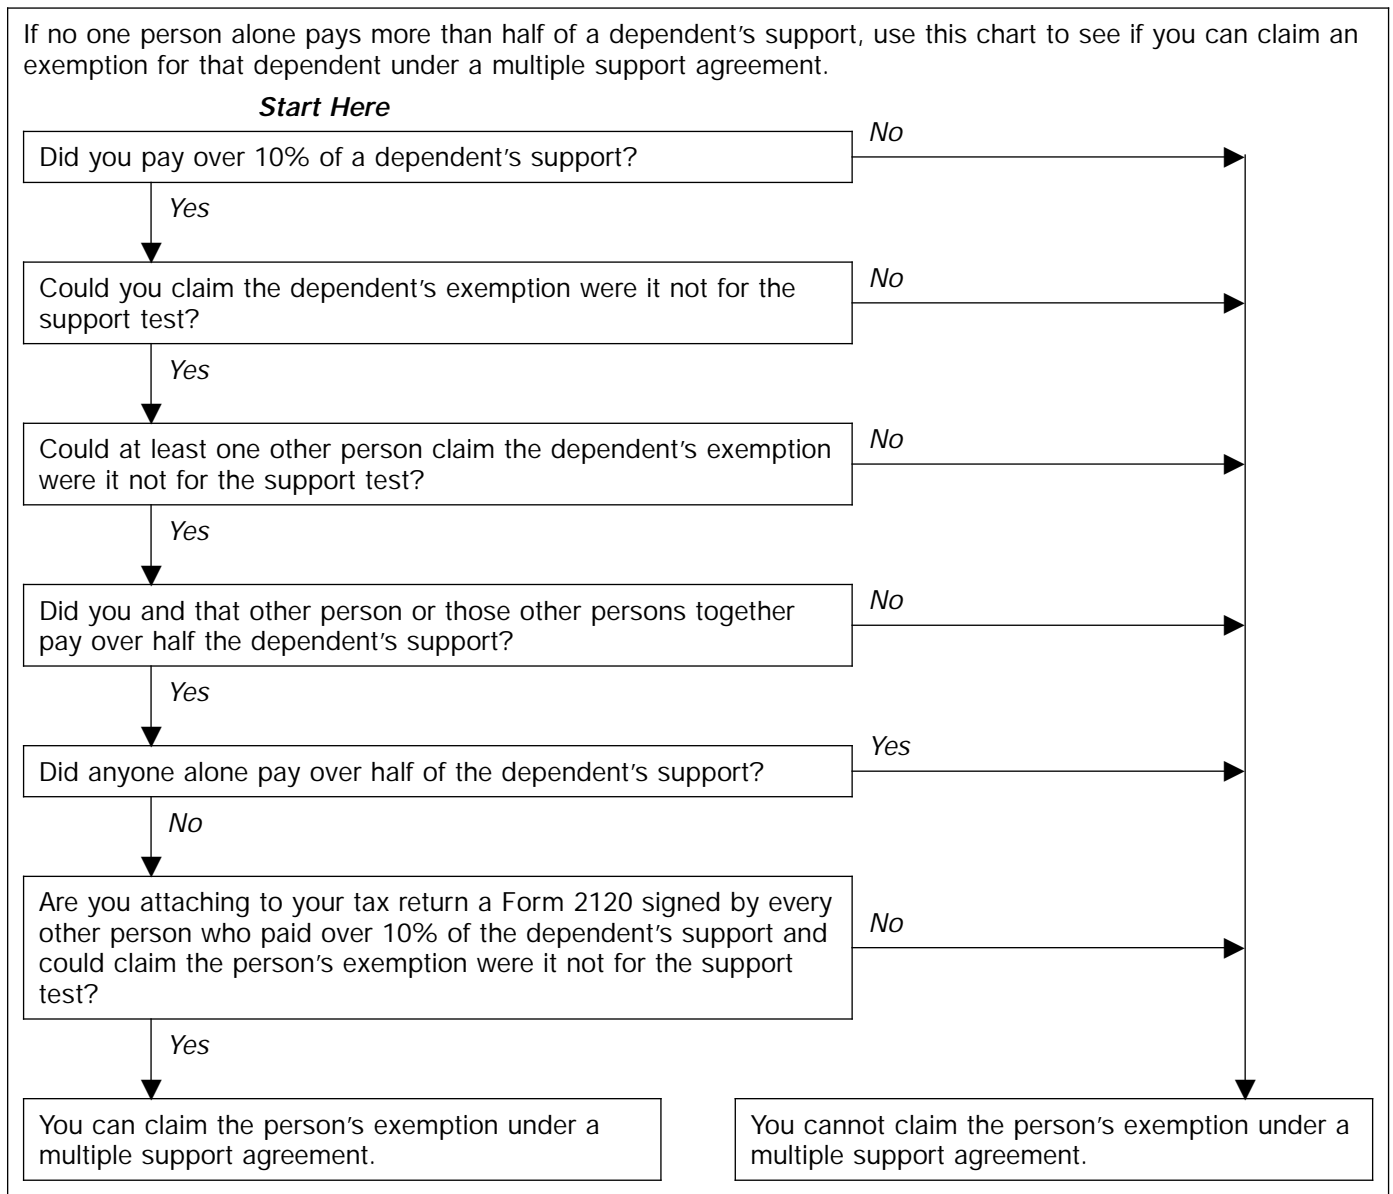 If no one person alone pays more than half of a dependent's support, use this chart to see if you can claim an
exemption for that dependent under a multiple support agreement.
Start Here
Did you pay over 10% of a dependent's support?
No
Yes
Could you claim the dependent's exemption were it not for the
support test?
No
Yes
Could at least one other person claim the dependent's exemption
were it not for the support test?
No
Yes
Did you and that other person or those other persons together
pay over half the dependent's support?
No
Yes
Did anyone alone pay over half of the dependent's support?
Yes
No
Are you attaching to your tax return a Form 2120 signed by every
other person who paid over 10% of the dependent's support and
could claim the person's exemption were it not for the support
test?
No
Yes
You can claim the person's exemption under a
multiple support agreement.
You cannot claim the person's exemption under a
multiple support agreement.